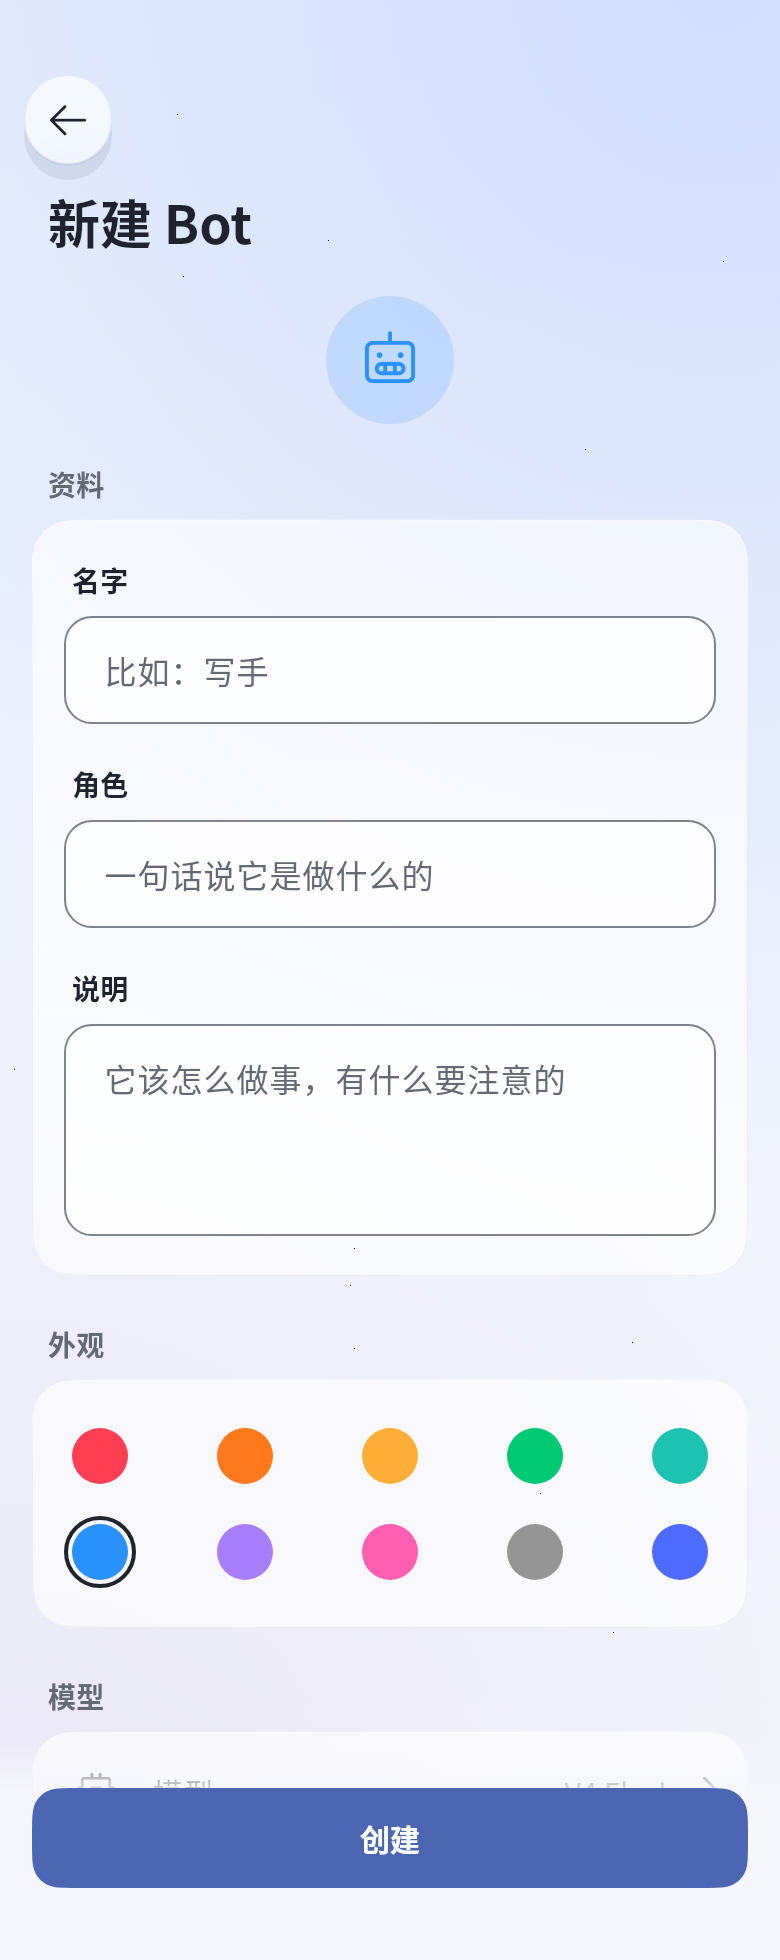 新建 Bot
资料
名字
比如：写手
角色
一句话说它是做什么的
说明
它该怎么做事，有什么要注意的
外观
模型
模型
创建